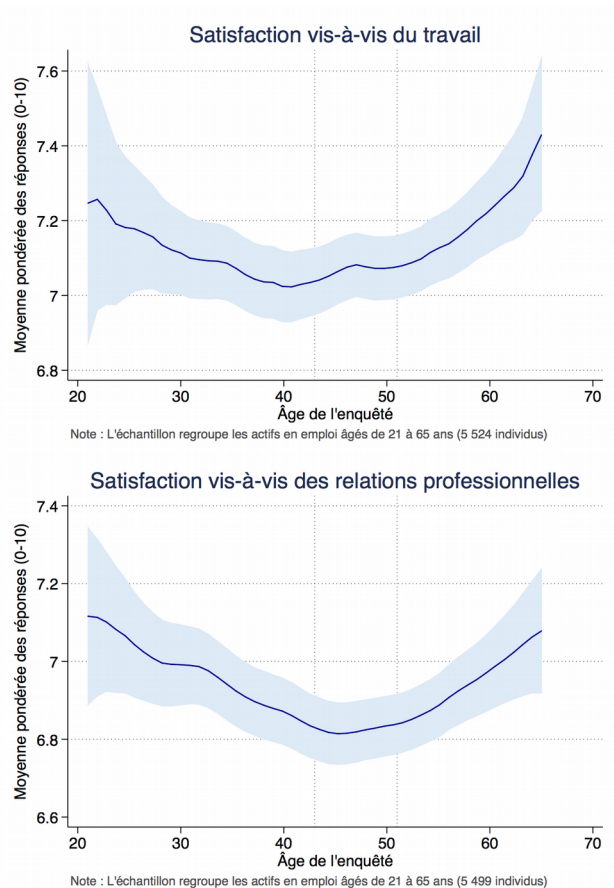 Satisfaction vis-à-vis du travail
Moyenne pondérée des réponses (0-10)
7.6
7.4
7.2
7
6.8
20 30 40 50 60 70
Âge de l'enquêté
Note : L'échantillon regroupe les actifs en emploi âgés de 21 à 65 ans (5 524 individus)
Satisfaction vis-à-vis des relations professionnelles
Moyenne pondérée des réponses (0-10)
7.4
7.2
7
6.8
6.6
20 30 40 50 60 70
Âge de l'enquêté
Note : L'échantillon regroupe les actifs en emploi âgés de 21 à 65 ans (5 499 individus)